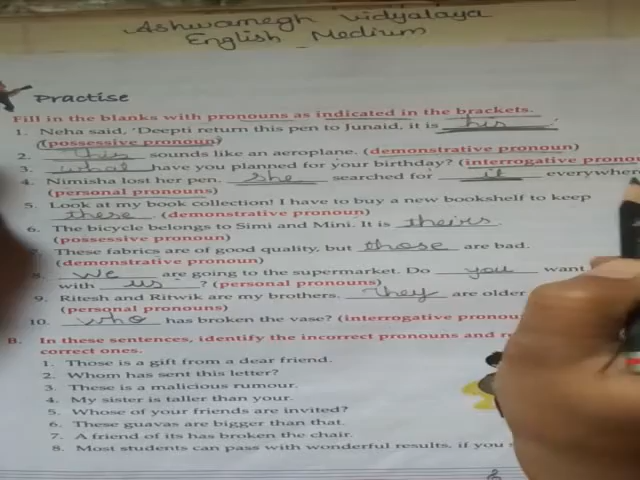 Ashwamegh Vidyalaya
English Medium
Practise
Fill in the blanks with pronouns as indicated in the brackets.
1. Neha said, 'Deepti return this pen to Junaid, it is his.
(possessive pronoun)
2. This sounds like an aeroplane. (demonstrative pronoun)
3. what have you planned for your birthday? (interrogative pronoun
4. Nimisha lost her pen. she searched for it everywhere
(personal pronouns)
5. Look at my book collection! I have to buy a new bookshelf to keep
these. (demonstrative pronoun)
6. The bicycle belongs to Simi and Mini. It is theirs.
(possessive pronoun)
7. These fabrics are of good quality, but those are bad.
(demonstrative pronoun)
8. We are going to the supermarket. Do you want
with us? (personal pronouns)
9. Ritesh and Ritwik are my brothers. They are older
(personal pronouns)
10. who has broken the vase? (interrogative pronoun
B. In these sentences, identify the incorrect pronouns and
correct ones.
1. Those is a gift from a dear friend.
2. Whom has sent this letter?
3. These is a malicious rumour.
4. My sister is taller than your.
5. Whose of your friends are invited?
6. These guavas are bigger than that.
7. A friend of its has broken the chair.
8. Most students can pass with wonderful results, if you